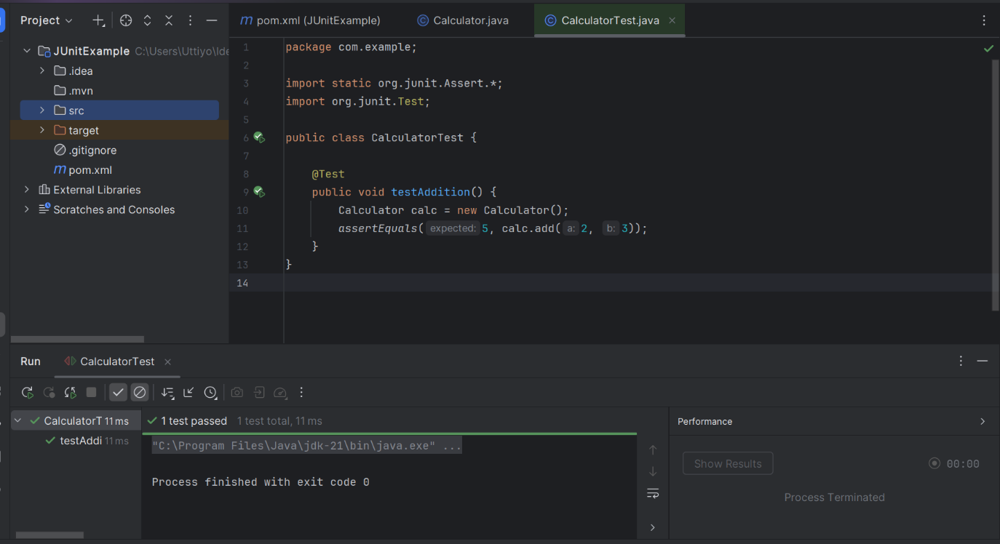 Project
m pom.xml (JUnitExample)
Calculator.java
CalculatorTest.java
JUnitExample C:\Users\Uttiyo\Ide
.idea
.mvn
src
target
.gitignore
m pom.xml
External Libraries
Scratches and Consoles
1 package com.example;
2
3 import static org.junit.Assert.*;
4 import org.junit.Test;
5
6 public class CalculatorTest {
7
8 @Test
9 public void testAddition() {
10 Calculator calc = new Calculator();
11 assertEquals( expected: 5, calc.add( a: 2, b: 3));
12 }
13 }
14
Run CalculatorTest
CalculatorT 11 ms
testAddi 11 ms
1 test passed 1 test total, 11 ms
"C:\Program Files\Java\jdk-21\bin\java.exe" ...
Process finished with exit code 0
Performance
Show Results 00:00
Process Terminated